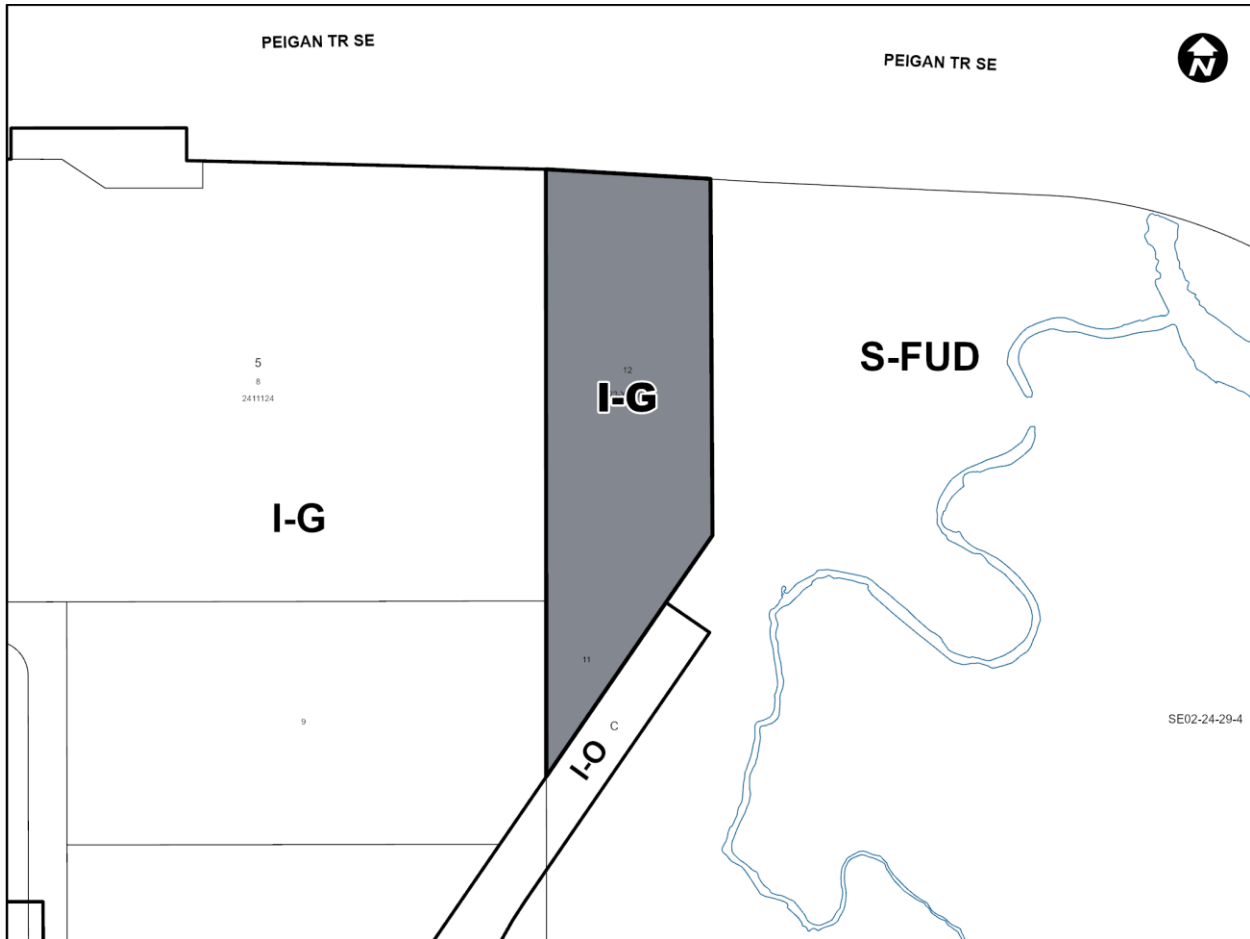 PEIGAN TR SE
PEIGAN TR SE
N
S-FUD
5
8
2411124
12
I-G
I-G
11
9
C
I-O
SE02-24-29-4